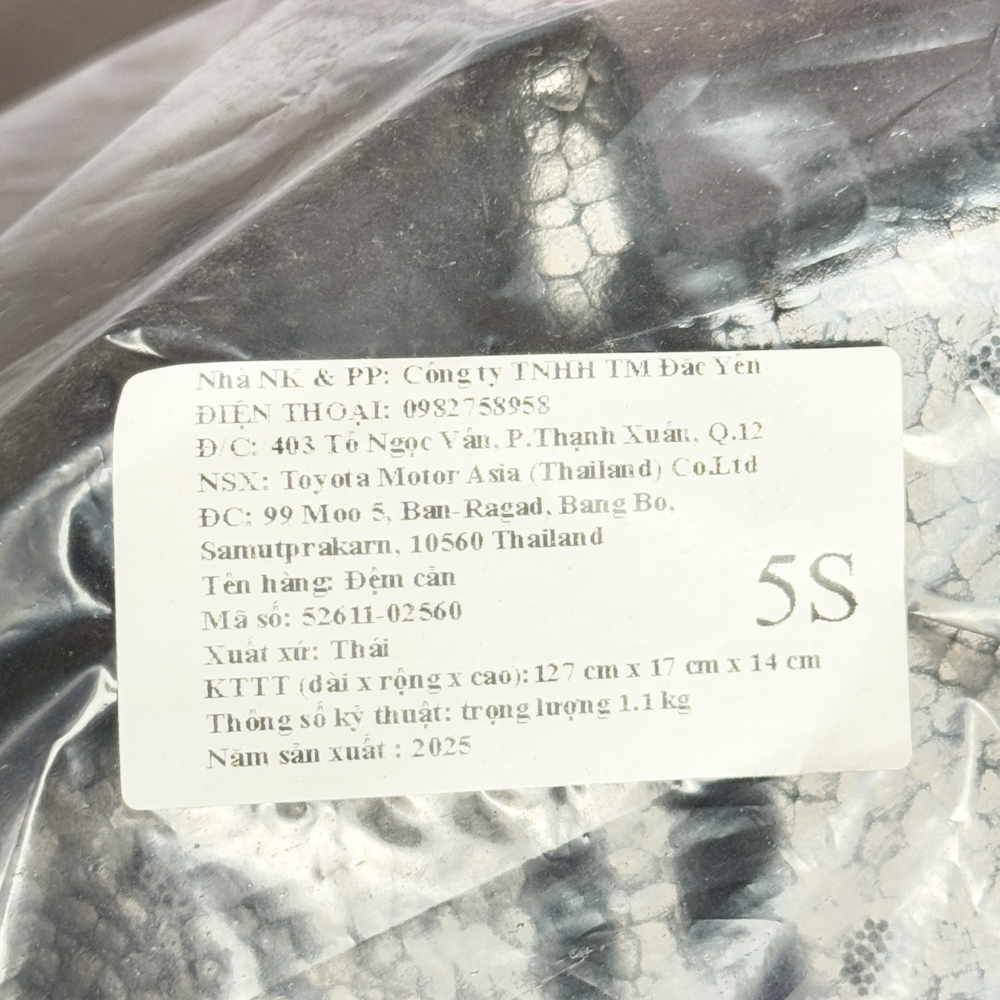 Nhà NK & PP: Công ty TNHH TM Đăc Yên
ĐIỆN THOẠI: 0982758958
Đ/C: 403 Tô Ngọc Vân, P.Thạnh Xuân, Q.12
NSX: Toyota Motor Asia (Thailand) Co.Ltd
ĐC: 99 Moo 5, Ban-Ragad, Bang Bo,
Samutprakarn, 10560 Thailand
Tên hàng: Đệm cản
5S
Mã số: 52611-02560
Xuất xứ: Thái
KTTT (dài x rộng x cao): 127 cm x 17 cm x 14 cm
Thông số kỹ thuật: trọng lượng 1.1 kg
Năm sản xuất : 2025